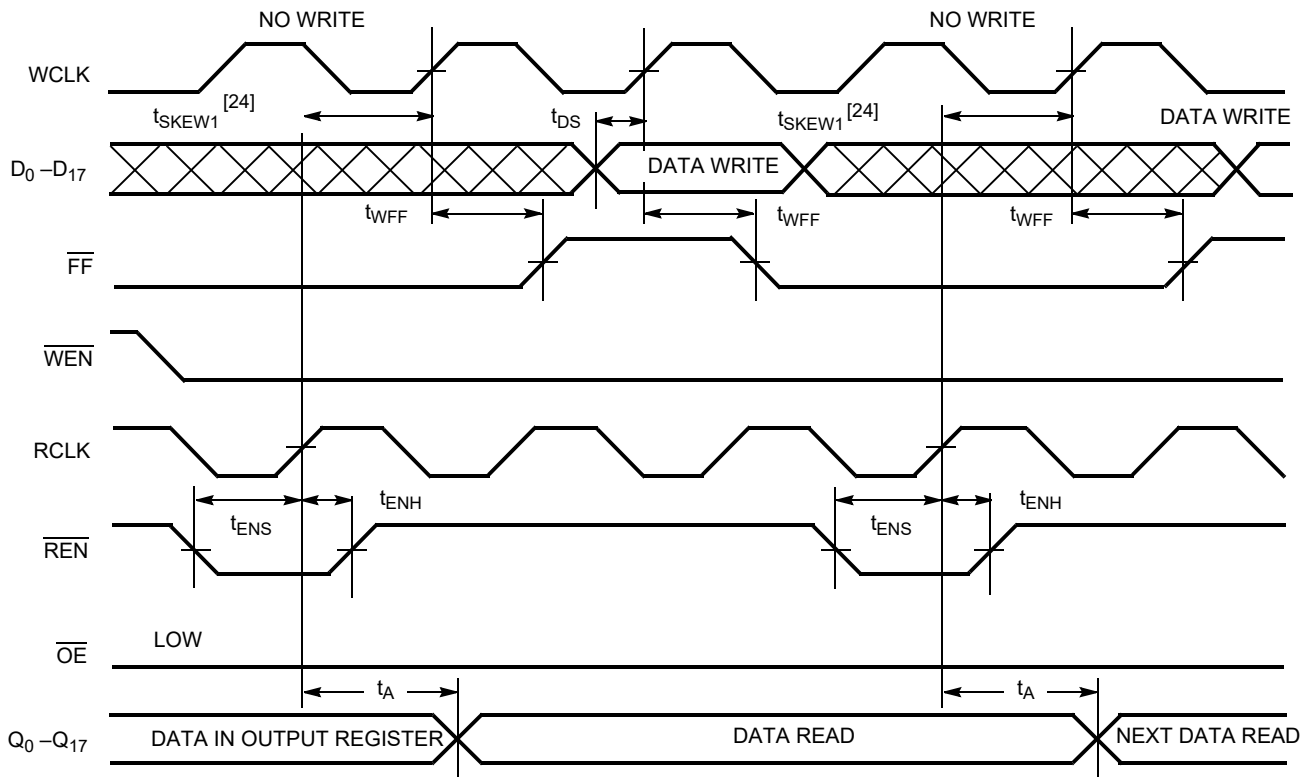 NO WRITE NO WRITE
WCLK
tSKEW1 [24] tDS tSKEW1 [24] DATA WRITE
D0 –D17 DATA WRITE
tWFF tWFF tWFF
FF
WEN
RCLK
tENS tENH tENS tENH
REN
LOW
OE
tA tA
Q0 –Q17 DATA IN OUTPUT REGISTER DATA READ NEXT DATA READ